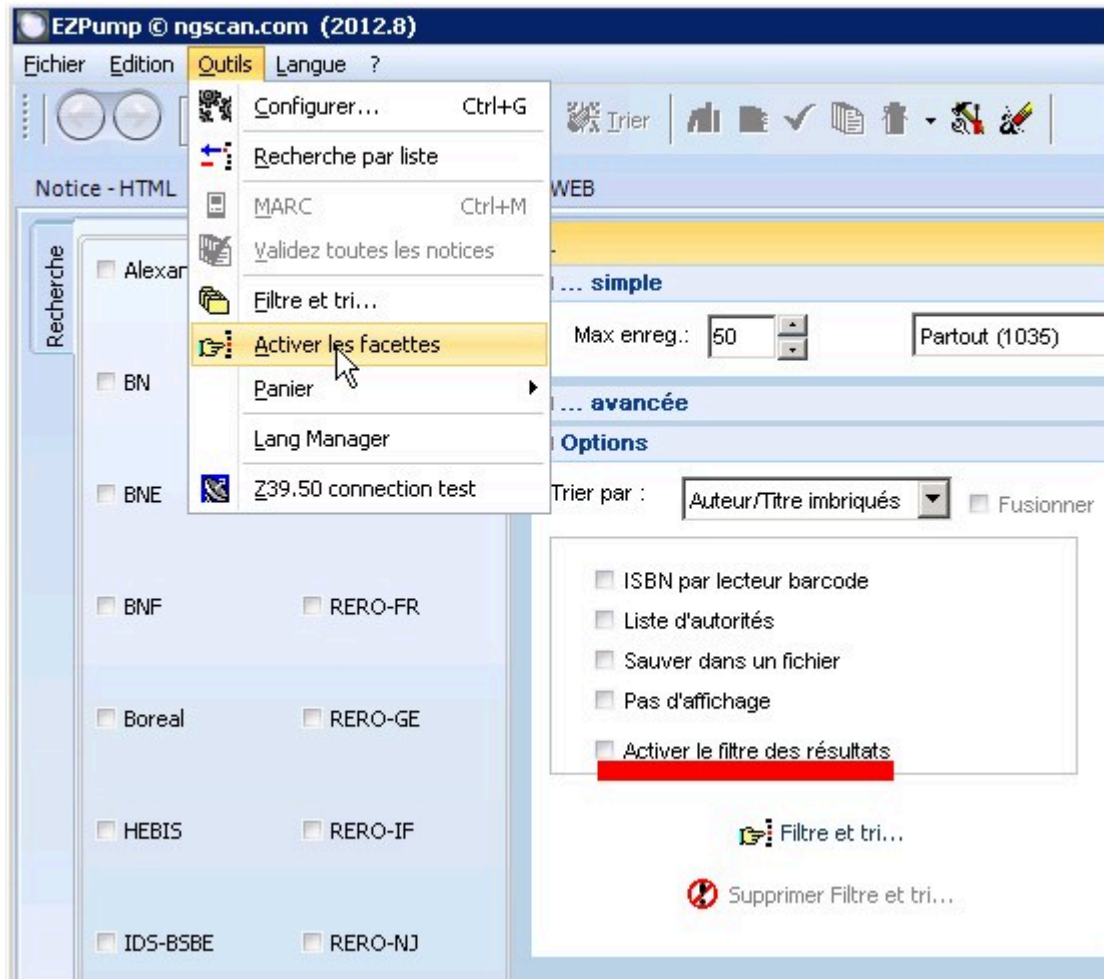 EZPump © ngscan.com (2012.8)
Fichier Edition Outils Langue ?
Configurer... Ctrl+G
Trier
Recherche par liste
Notice - HTML
WEB
MARC Ctrl+M
Validez toutes les notices
Recherche
Filtre et tri...
Activer les facettes
Panier
Lang Manager
Z39.50 connection test
BN
BNE
BNF RERO-FR
Boreal RERO-GE
HEBIS RERO-IF
IDS-BSBE RERO-NJ
... simple
Max enreg.: 50 Partout (1035)
... avancée
Options
Trier par : Auteur/Titre imbriqués Fusionner
ISBN par lecteur barcode
Liste d'autorités
Sauver dans un fichier
Pas d'affichage
Activer le filtre des résultats
Filtre et tri...
Supprimer Filtre et tri...